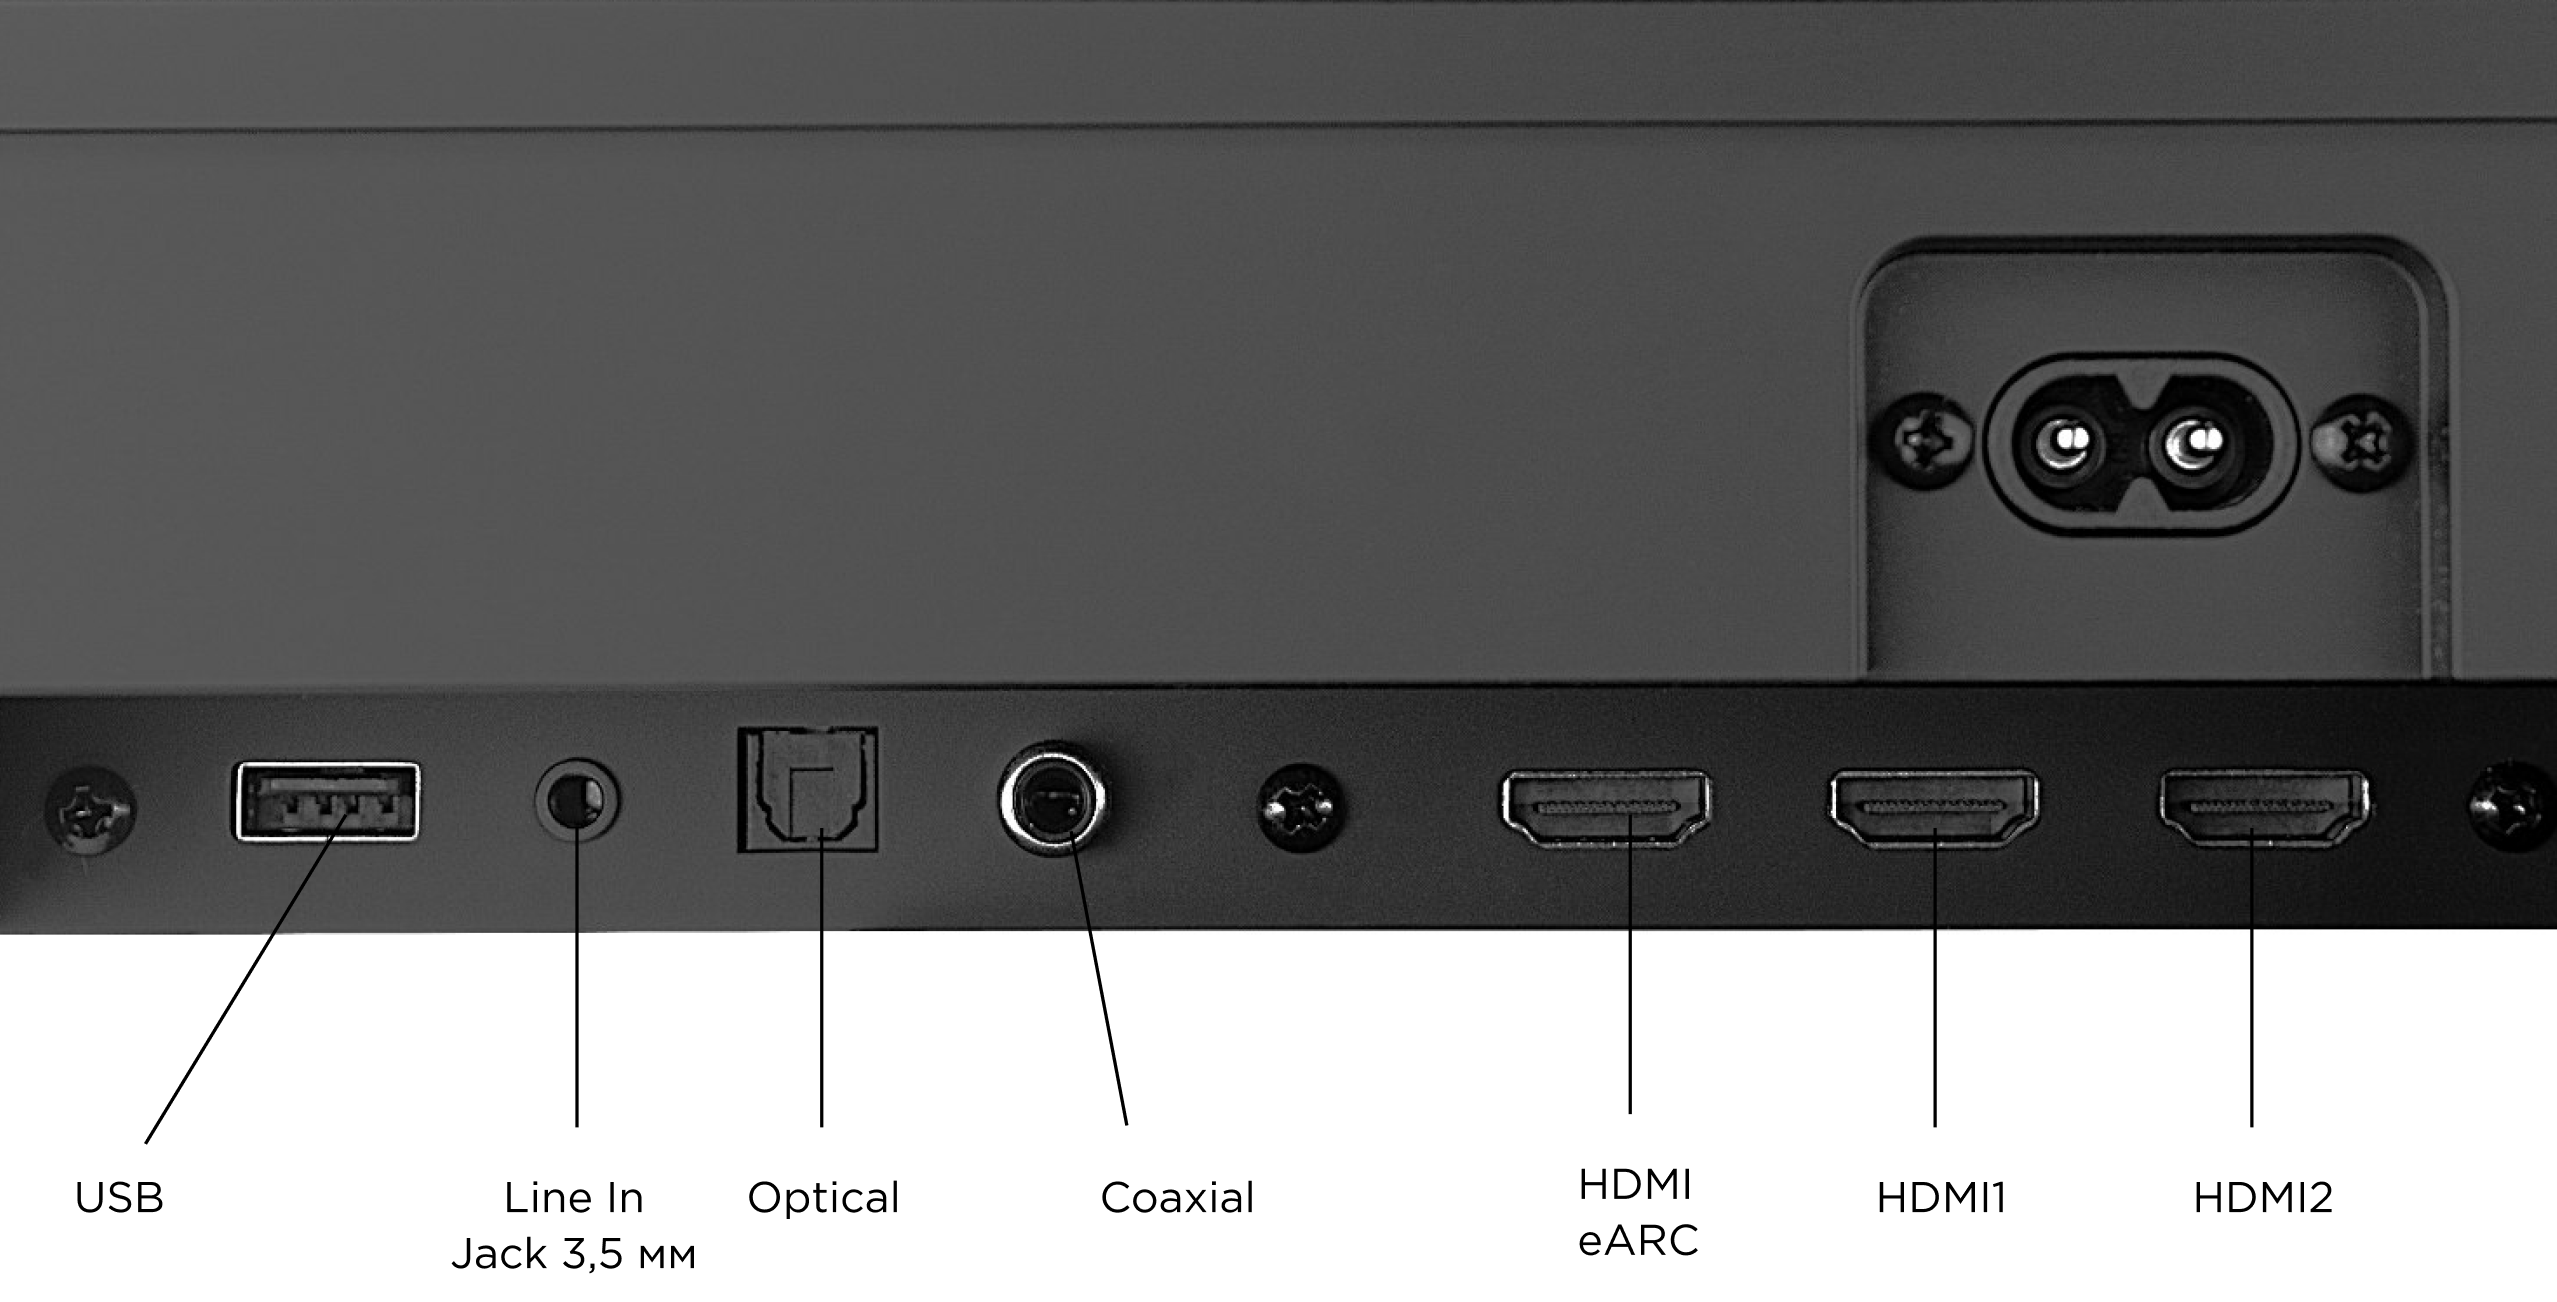 USB
Line In
Jack 3,5 мм
Optical
Coaxial
HDMI
eARC
HDMI1
HDMI2